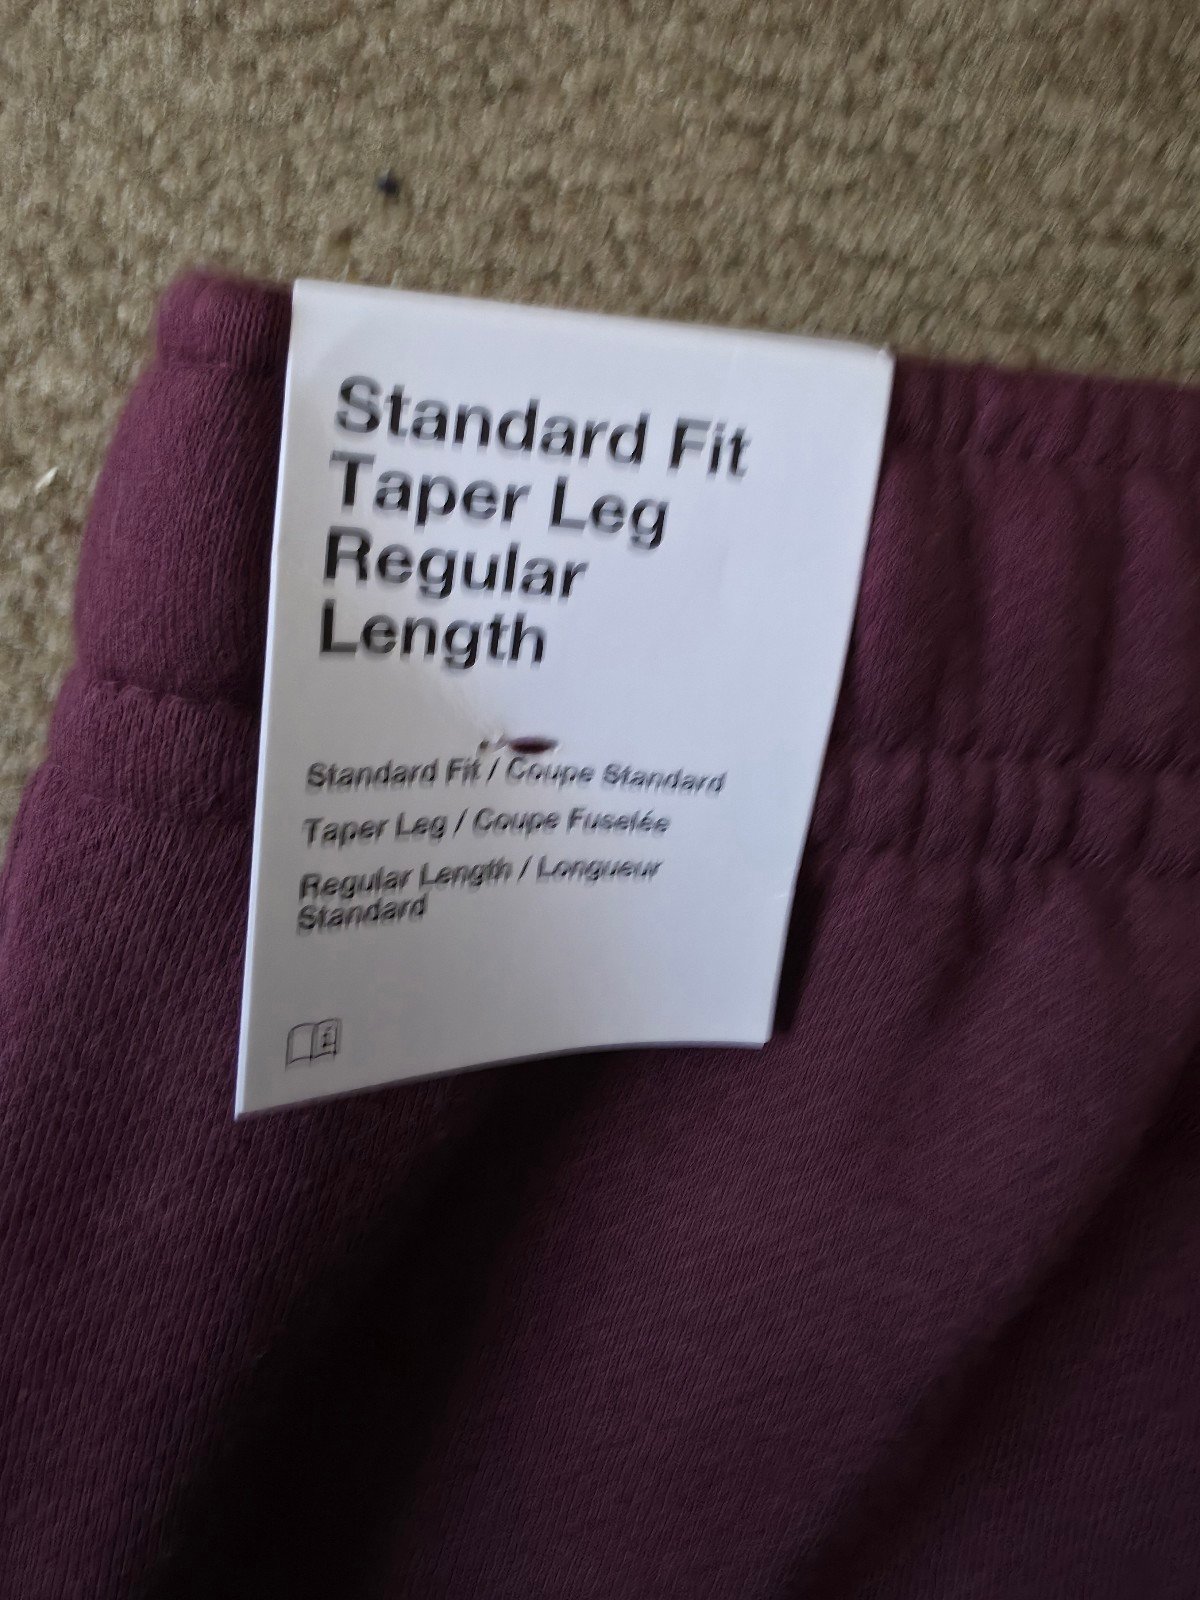 Standard Fit
Taper Leg
Regular
Length
Standard Fit / Coupe Standard
Taper Leg / Coupe Fuselée
Regular Length / Longueur
Standard